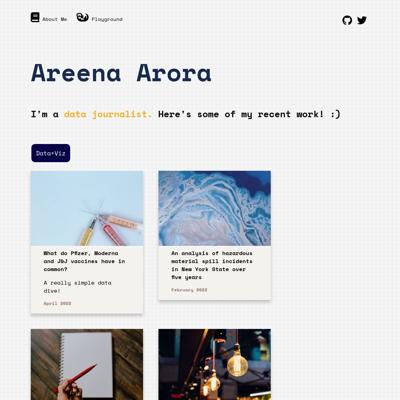 About Me Playground
Areena Arora
I'm a data journalist. Here's some of my recent work! :)
Data+Viz
What do Pfizer, Moderna
and J&J vaccines have in
common?
A really simple data
dive!
April 2022
An analysis of hazardous
material spill incidents
in New York State over
five years
February 2022